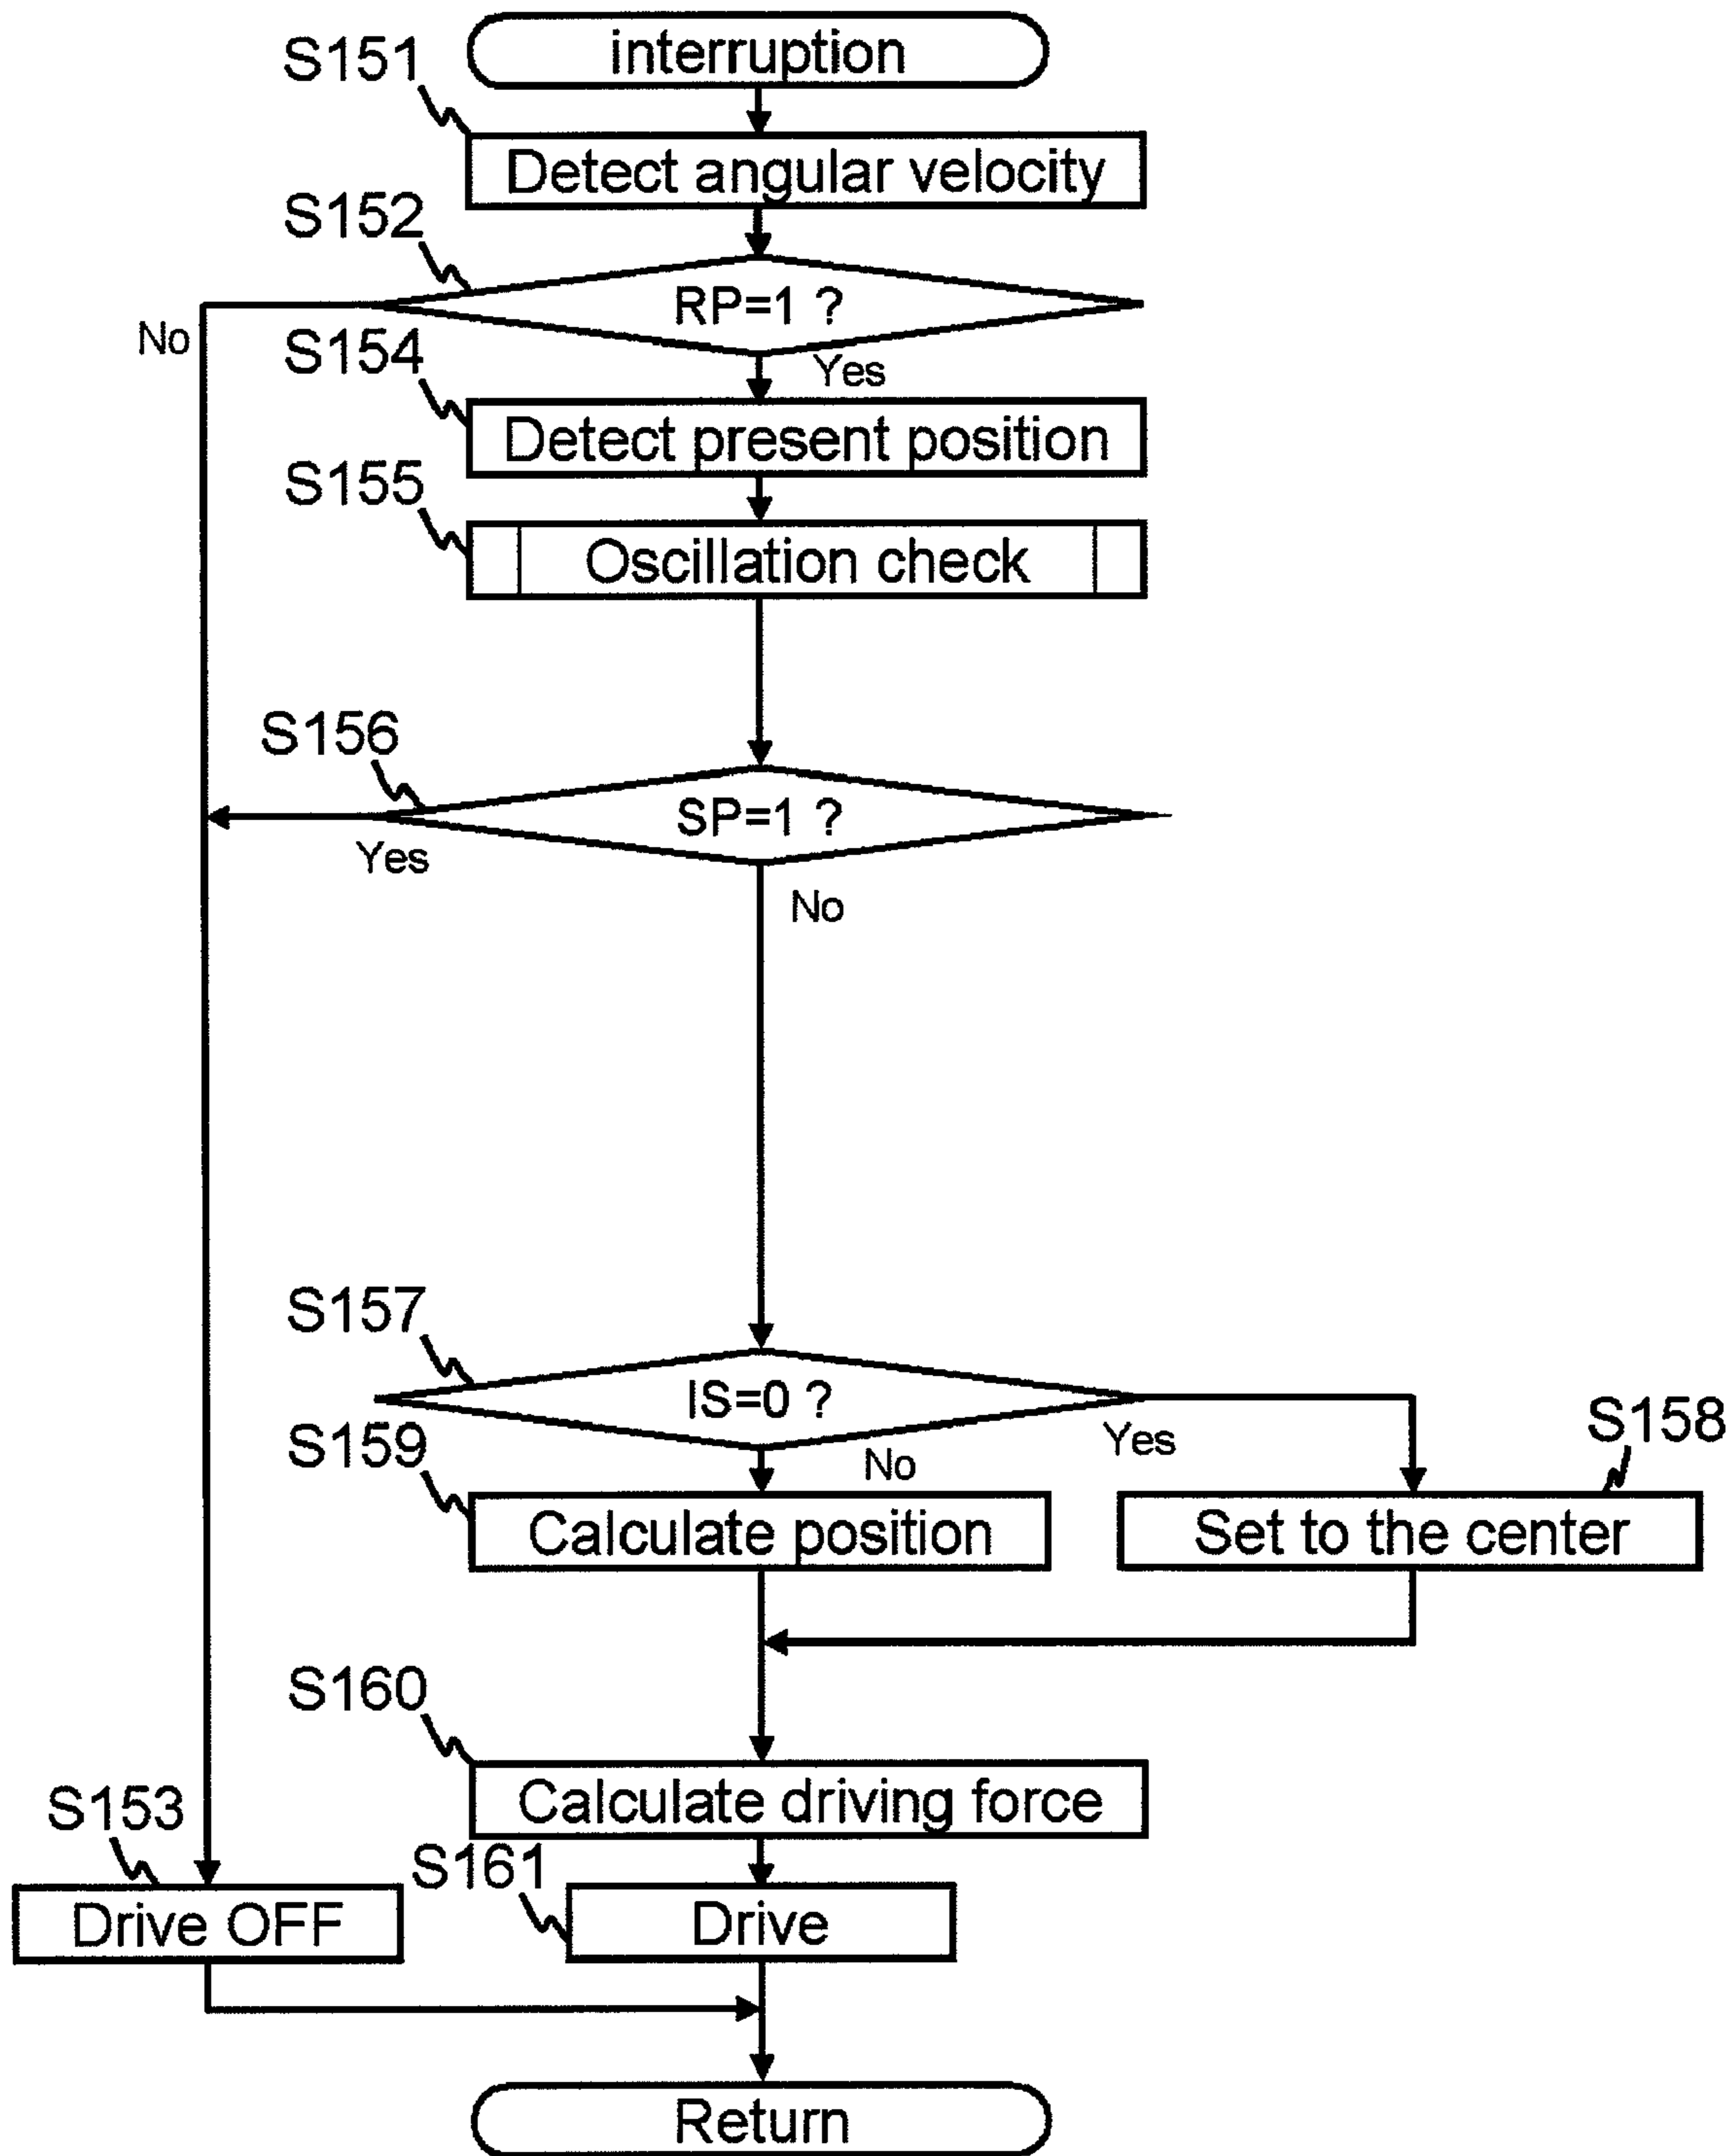 interruption
S151
Detect angular velocity
S152
RP=1 ?
No
Yes
S154
Detect present position
S155
Oscillation check
S156
SP=1 ?
Yes
No
S157
IS=0 ?
Yes
No
S158
S159
Calculate position
Set to the center
S160
Calculate driving force
S153
S161
Drive OFF
Drive
Return